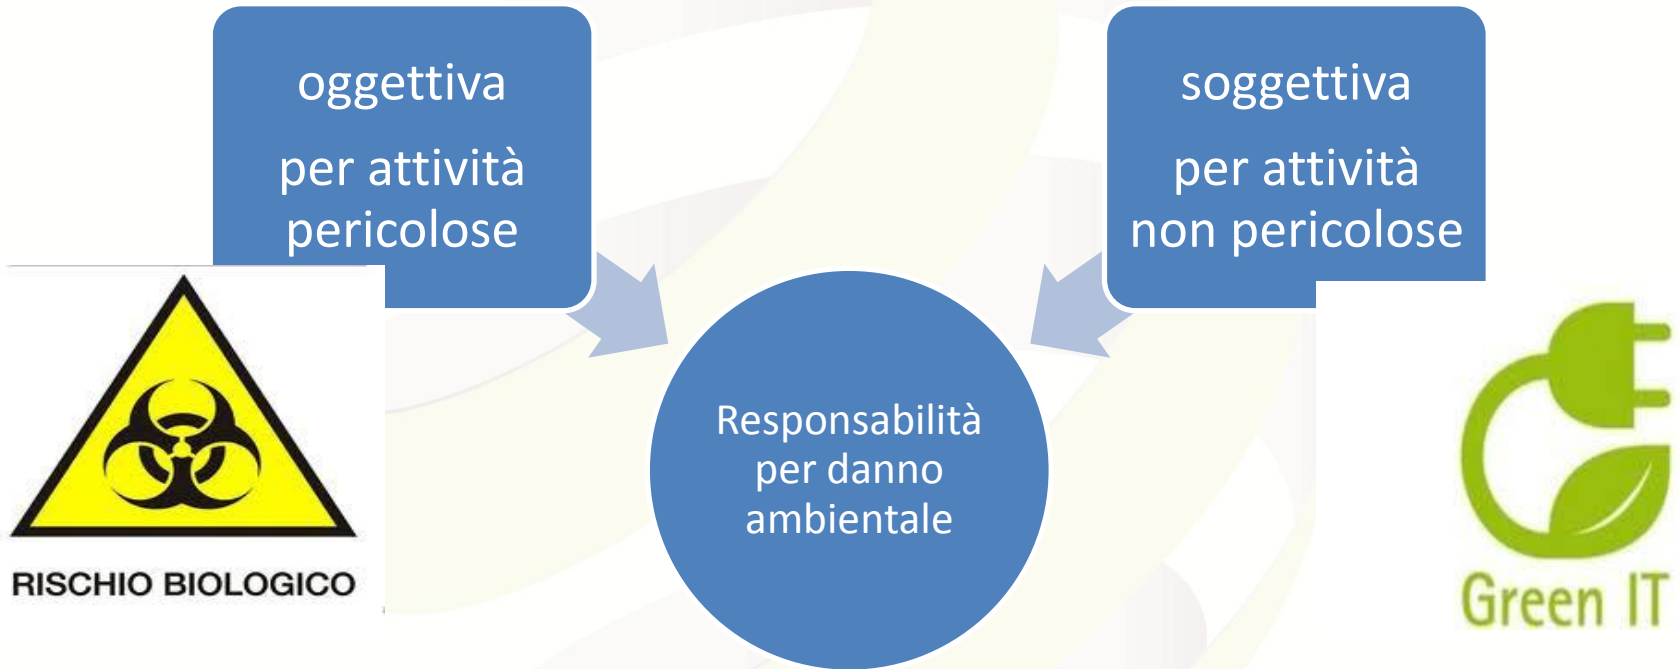 oggettiva
per attività
pericolose
soggettiva
per attività
non pericolose
Responsabilità
per danno
ambientale
RISCHIO BIOLOGICO
Green IT